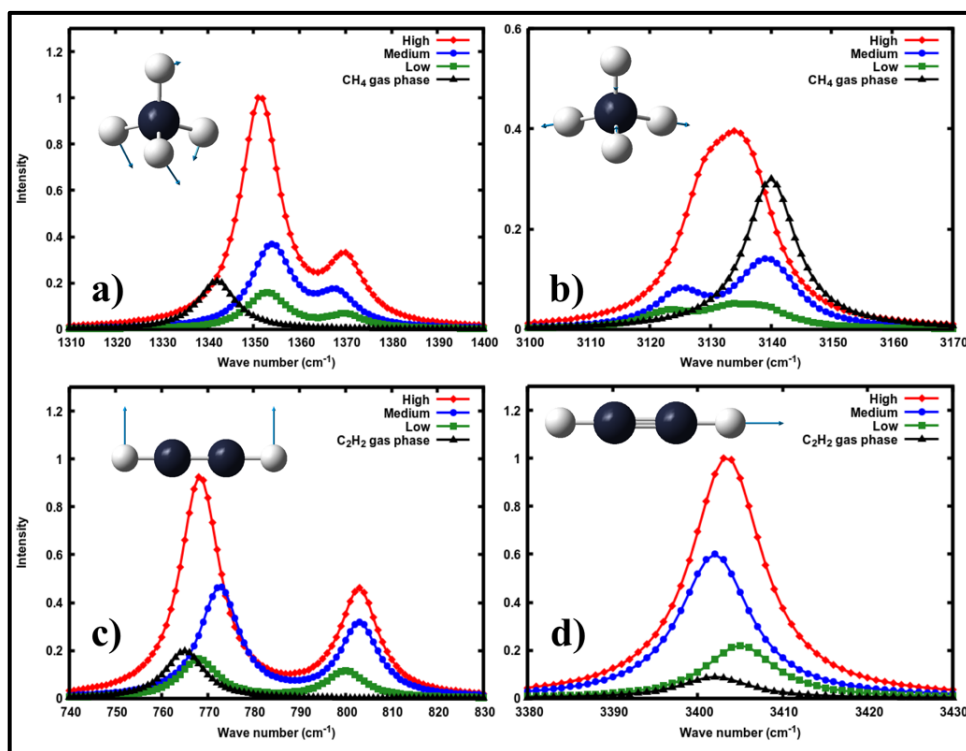 High
Medium
Low
CH₄ gas phase
Intensity
1.2
1
0.8
0.6
0.4
0.2
0
a)
1310 1320 1330 1340 1350 1360 1370 1380 1390 1400
Wave number (cm⁻¹)
High
Medium
Low
CH₄ gas phase
0.6
0.4
0.2
0
b)
3100 3110 3120 3130 3140 3150 3160 3170
Wave number (cm⁻¹)
High
Medium
Low
C₂H₂ gas phase
Intensity
1.2
1
0.8
0.6
0.4
0.2
0
c)
740 750 760 770 780 790 800 810 820 830
Wave number (cm⁻¹)
High
Medium
Low
C₂H₂ gas phase
1.2
1
0.8
0.6
0.4
0.2
0
d)
3380 3390 3400 3410 3420 3430
Wave number (cm⁻¹)